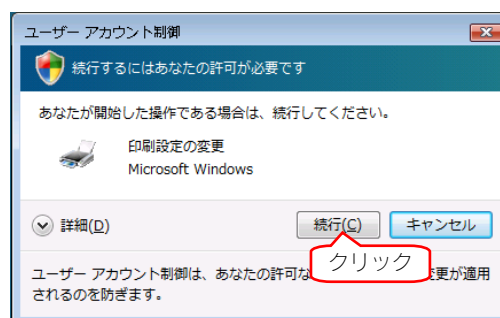 ユーザー アカウント制御
続行するにはあなたの許可が必要です
あなたが開始した操作である場合は、続行してください。
印刷設定の変更
Microsoft Windows
詳細(D)
続行(C)
キャンセル
クリック
ユーザー アカウント制御は、あなたの許可な 変更が適用
されるのを防ぎます。